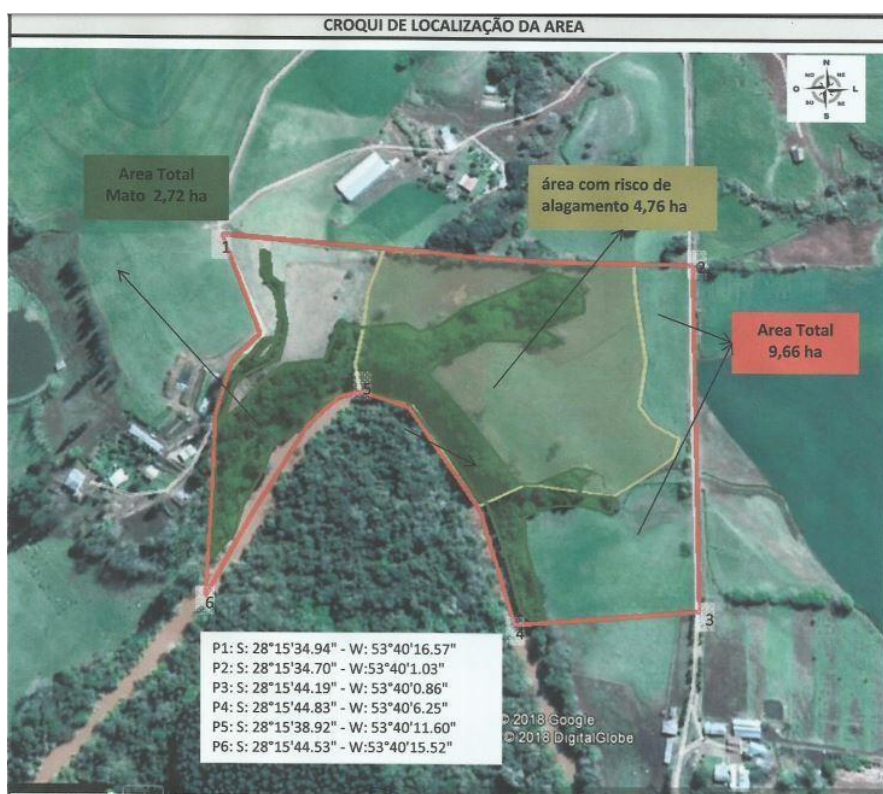 CROQUI DE LOCALIZAÇÃO DA AREA
N
NO NE
O L
SO SE
S
Area Total
Mato 2,72 ha
área com risco de
alagamento 4,76 ha
1
2
Area Total
9,66 ha
5
6
4
3
P1: S: 28°15'34.94" - W: 53°40'16.57"
P2: S: 28°15'34.70" - W:53°40'1.03"
P3: S: 28°15'44.19" - W: 53°40'0.86"
P4: S: 28°15'44.83" - W: 53°40'6.25"
P5: S: 28°15'38.92" - W: 53°40'11.60"
P6: S: 28°15'44.53" - W:53°40'15.52"
© 2018 Google
© 2018 DigitalGlobe